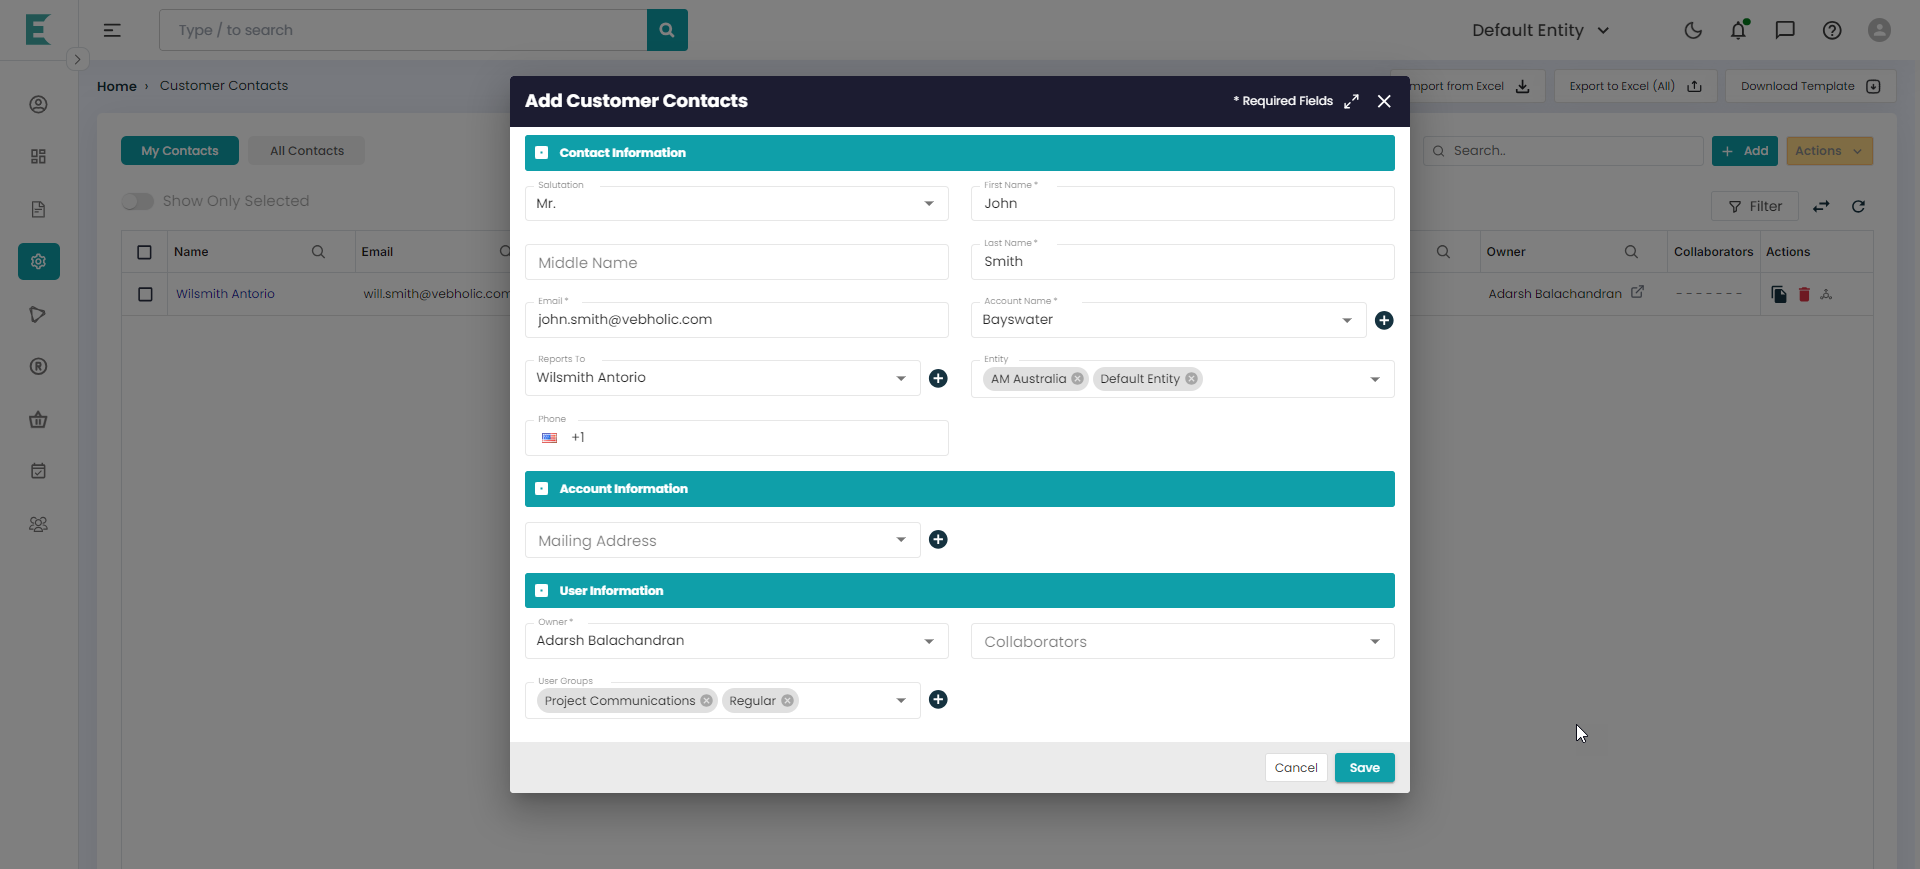 Type / to search
Default Entity
Home › Customer Contacts
mport from Excel
Export to Excel (All)
Download Template
Add Customer Contacts
* Required Fields
My Contacts
All Contacts
Search..
+ Add
Actions
Show Only Selected
Filter
Name
Email
Owner
Collaborators
Actions
Wilsmith Antorio
will.smith@vebholic.com
Adarsh Balachandran
-------
Contact Information
Salutation
Mr.
First Name *
John
Middle Name
Last Name *
Smith
Email *
john.smith@vebholic.com
Account Name *
Bayswater
Reports To
Wilsmith Antorio
Entity
AM Australia
Default Entity
Phone
+1
Account Information
Mailing Address
User Information
Owner *
Adarsh Balachandran
Collaborators
User Groups
Project Communications
Regular
Cancel
Save